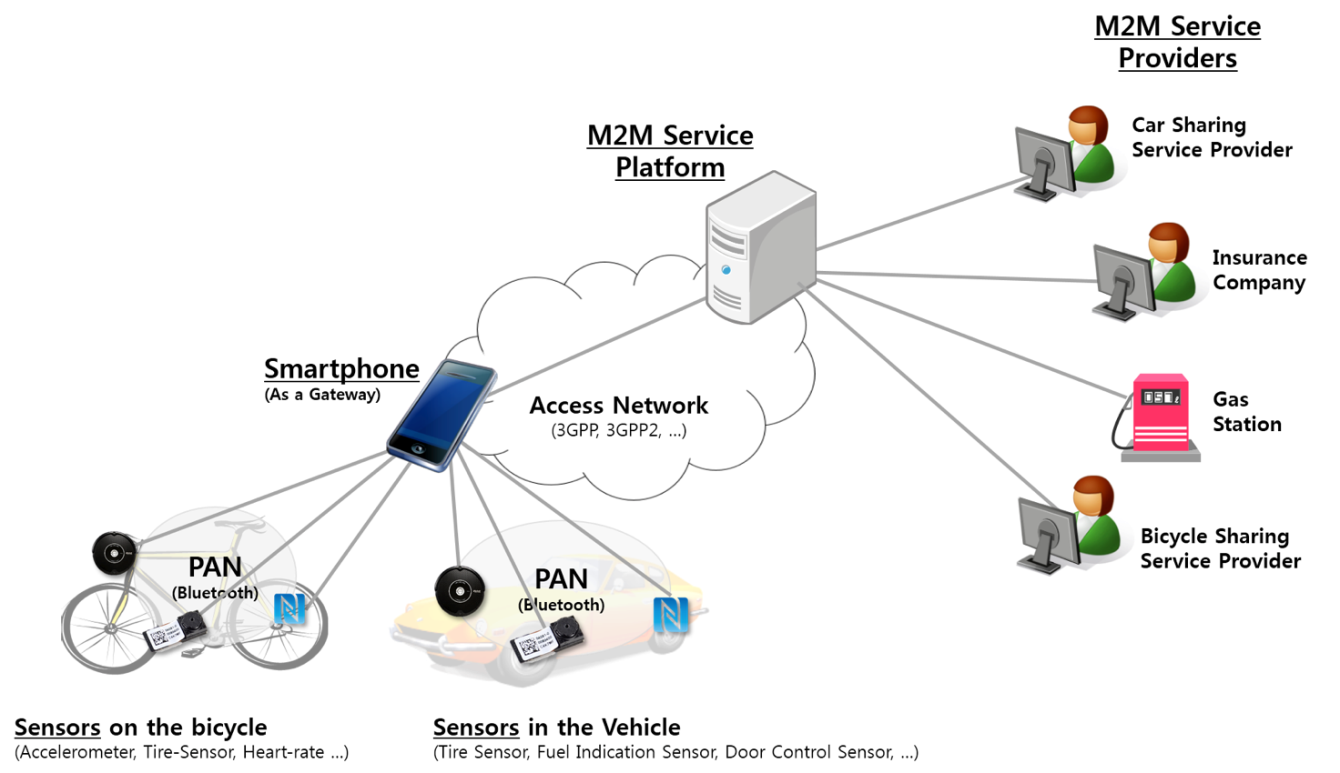 M2M Service
Providers
Car Sharing
Service Provider
M2M Service
Platform
Insurance
Company
Smartphone
(As a Gateway)
Access Network
(3GPP, 3GPP2, ...)
Gas
Station
PAN
(Bluetooth)
PAN
(Bluetooth)
Bicycle Sharing
Service Provider
Sensors on the bicycle
(Accelerometer, Tire-Sensor, Heart-rate ...)
Sensors in the Vehicle
(Tire Sensor, Fuel Indication Sensor, Door Control Sensor, ...)